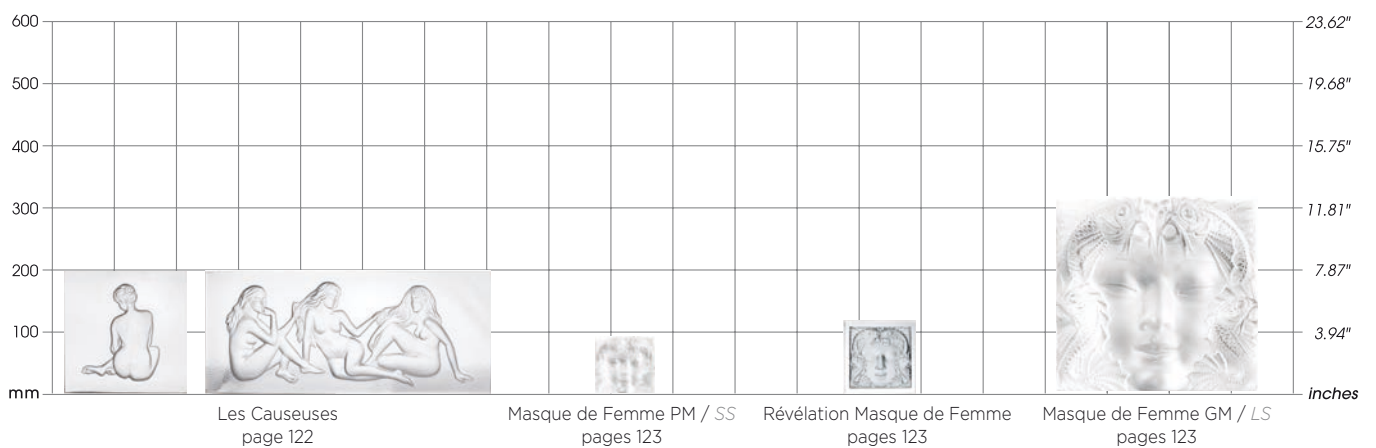 600 23.62"
500 19.68"
400 15.75"
300 11.81"
200 7.87"
100 3.94"
mm inches
Les Causeuses
page 122
Masque de Femme PM / SS
pages 123
Révélation Masque de Femme
pages 123
Masque de Femme GM / LS
pages 123